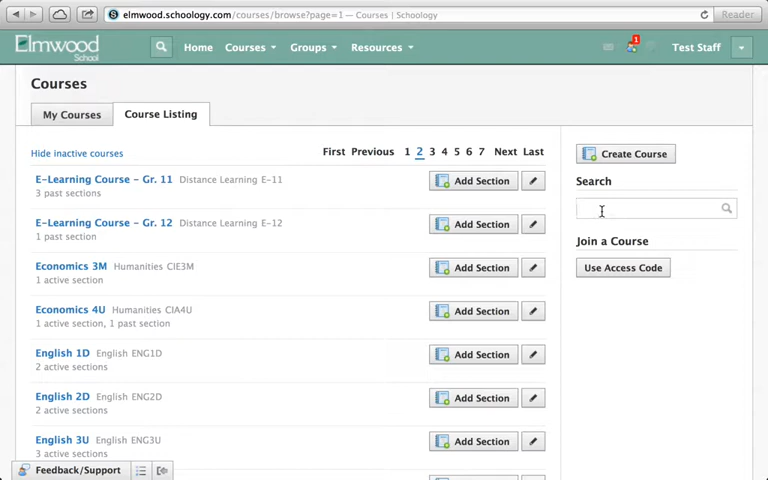 elmwood.schoology.com/courses/browse?page=1 — Courses | Schoology
Reader
Elmwood School
Home
Courses
Groups
Resources
1
Test Staff
Courses
My Courses
Course Listing
Hide inactive courses
First Previous 1 2 3 4 5 6 7 Next Last
E-Learning Course - Gr. 11 Distance Learning E-11
3 past sections
Add Section
E-Learning Course - Gr. 12 Distance Learning E-12
1 past section
Add Section
Economics 3M Humanities CIE3M
1 active section
Add Section
Economics 4U Humanities CIA4U
1 active section, 1 past section
Add Section
English 1D English ENG1D
2 active sections
Add Section
English 2D English ENG2D
2 active sections
Add Section
English 3U English ENG3U
2 active sections
Add Section
Create Course
Search
Join a Course
Use Access Code
Feedback/Support